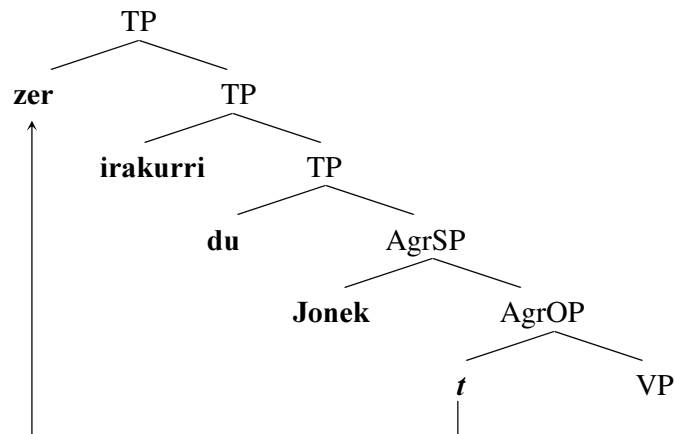 TP
zer TP
irakurri TP
du AgrSP
Jonek AgrOP
t VP